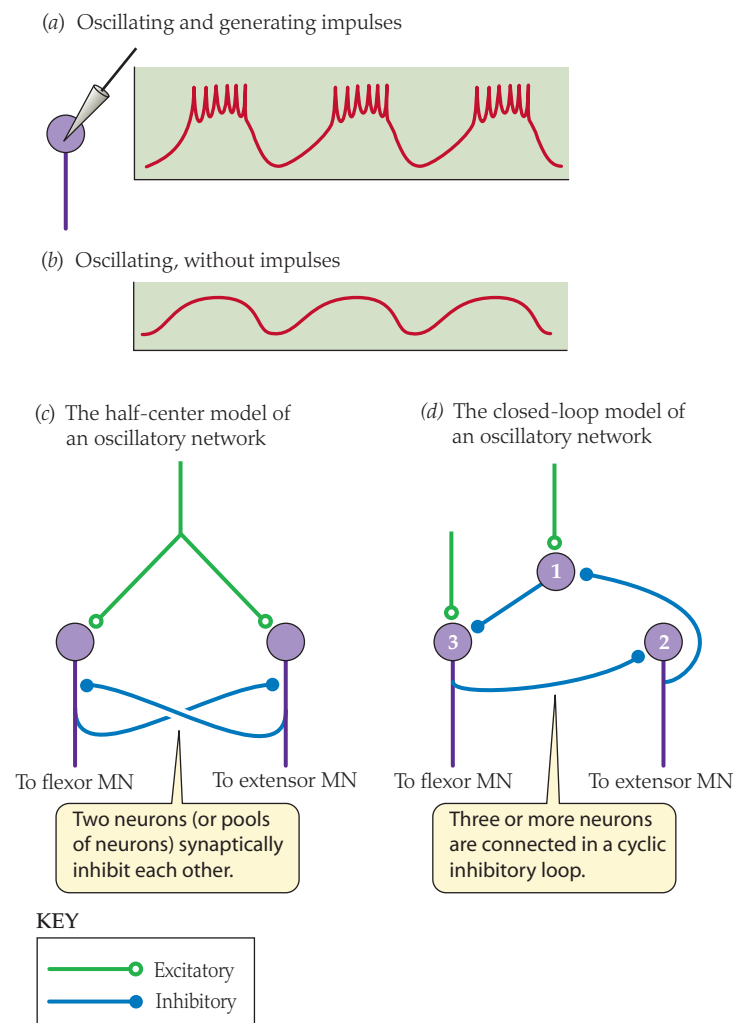 (a) Oscillating and generating impulses
(b) Oscillating, without impulses
(c) The half-center model of
an oscillatory network
To flexor MN
To extensor MN
Two neurons (or pools
of neurons) synaptically
inhibit each other.
(d) The closed-loop model of
an oscillatory network
1
3
2
To flexor MN
To extensor MN
Three or more neurons
are connected in a cyclic
inhibitory loop.
KEY
Excitatory
Inhibitory